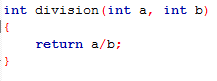 int division(int a, int b)
{
    return a/b;
}